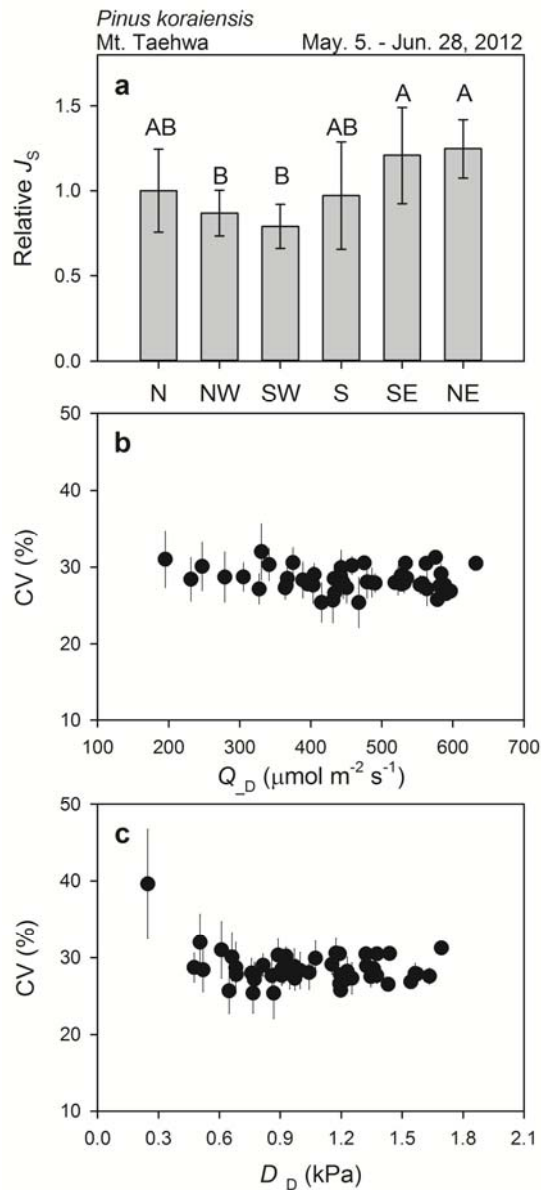 Pinus koraiensis
Mt. Taehwa May. 5. - Jun. 28, 2012
a
AB B B AB A A
Relative J_S
1.5
1.0
0.5
0.0
N NW SW S SE NE
b
CV (%)
50
40
30
20
10
100 200 300 400 500 600 700
Q_D (μmol m⁻² s⁻¹)
c
CV (%)
50
40
30
20
10
0.0 0.3 0.6 0.9 1.2 1.5 1.8 2.1
D_D (kPa)